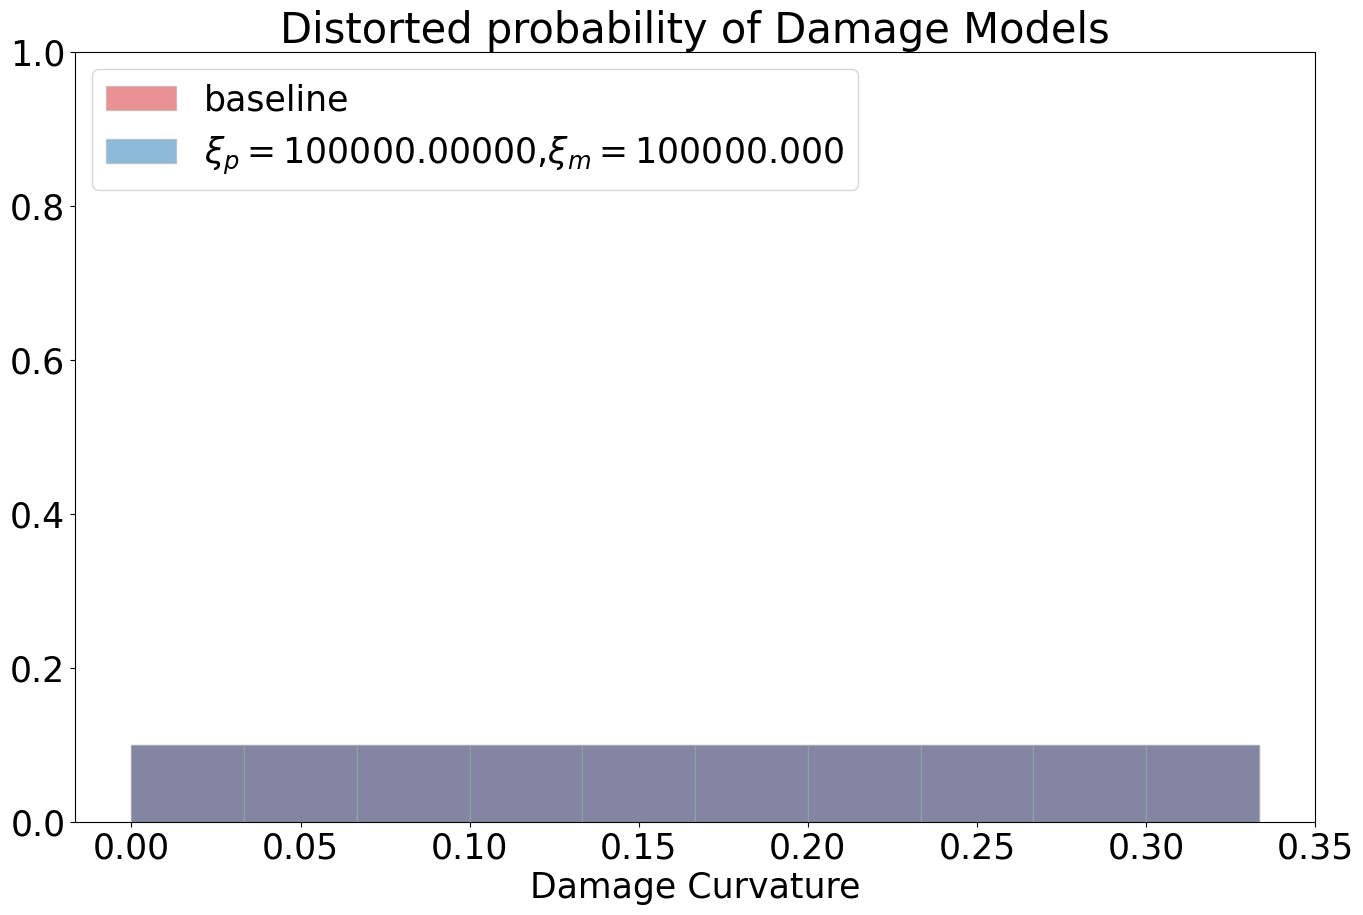 Distorted probability of Damage Models
1.0
0.8
0.6
0.4
0.2
0.0
baseline
ξₚ = 100000.00000,ξₘ = 100000.000
0.00 0.05 0.10 0.15 0.20 0.25 0.30 0.35
Damage Curvature